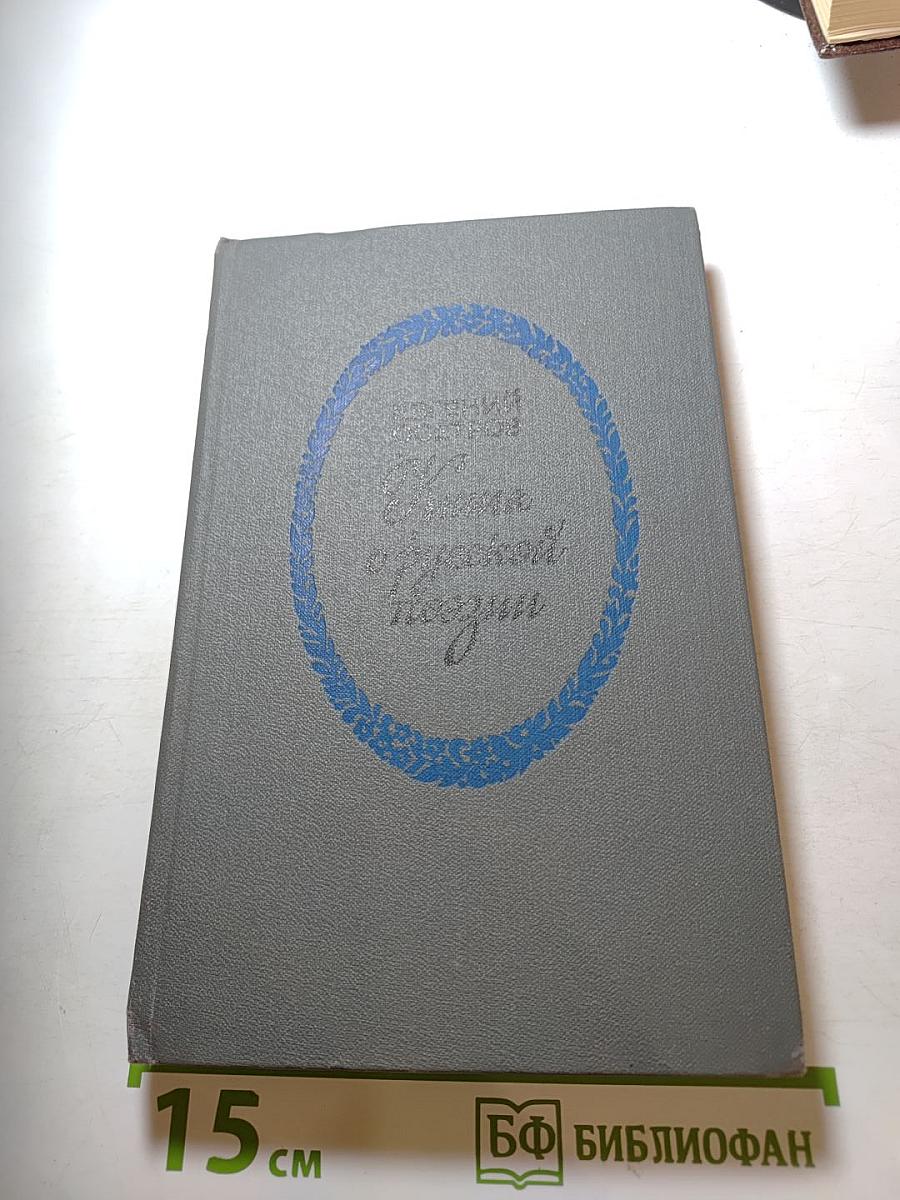 ЕВГЕНИЙ
ОСЕТРОВ
Книга
о русской
поэзии
15 см
БФ БИБЛИОФАН